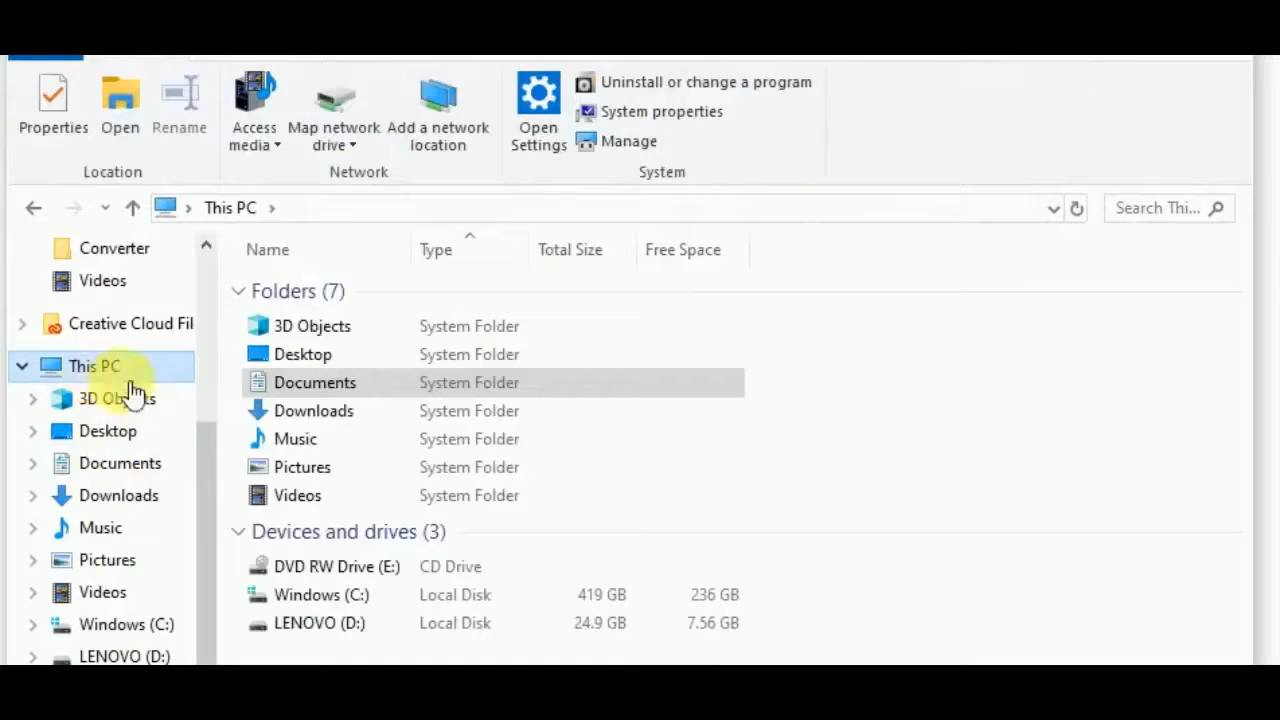 Properties Open Rename
Access media
Map network drive
Add a network location
Open Settings
Uninstall or change a program
System properties
Manage
Location Network System
This PC
Search Thi...
Converter
Videos
Creative Cloud Fil
This PC
3D Objects
Desktop
Documents
Downloads
Music
Pictures
Videos
Windows (C:)
LENOVO (D:)
Name Type Total Size Free Space
Folders (7)
3D Objects System Folder
Desktop System Folder
Documents System Folder
Downloads System Folder
Music System Folder
Pictures System Folder
Videos System Folder
Devices and drives (3)
DVD RW Drive (E:) CD Drive
Windows (C:) Local Disk 419 GB 236 GB
LENOVO (D:) Local Disk 24.9 GB 7.56 GB